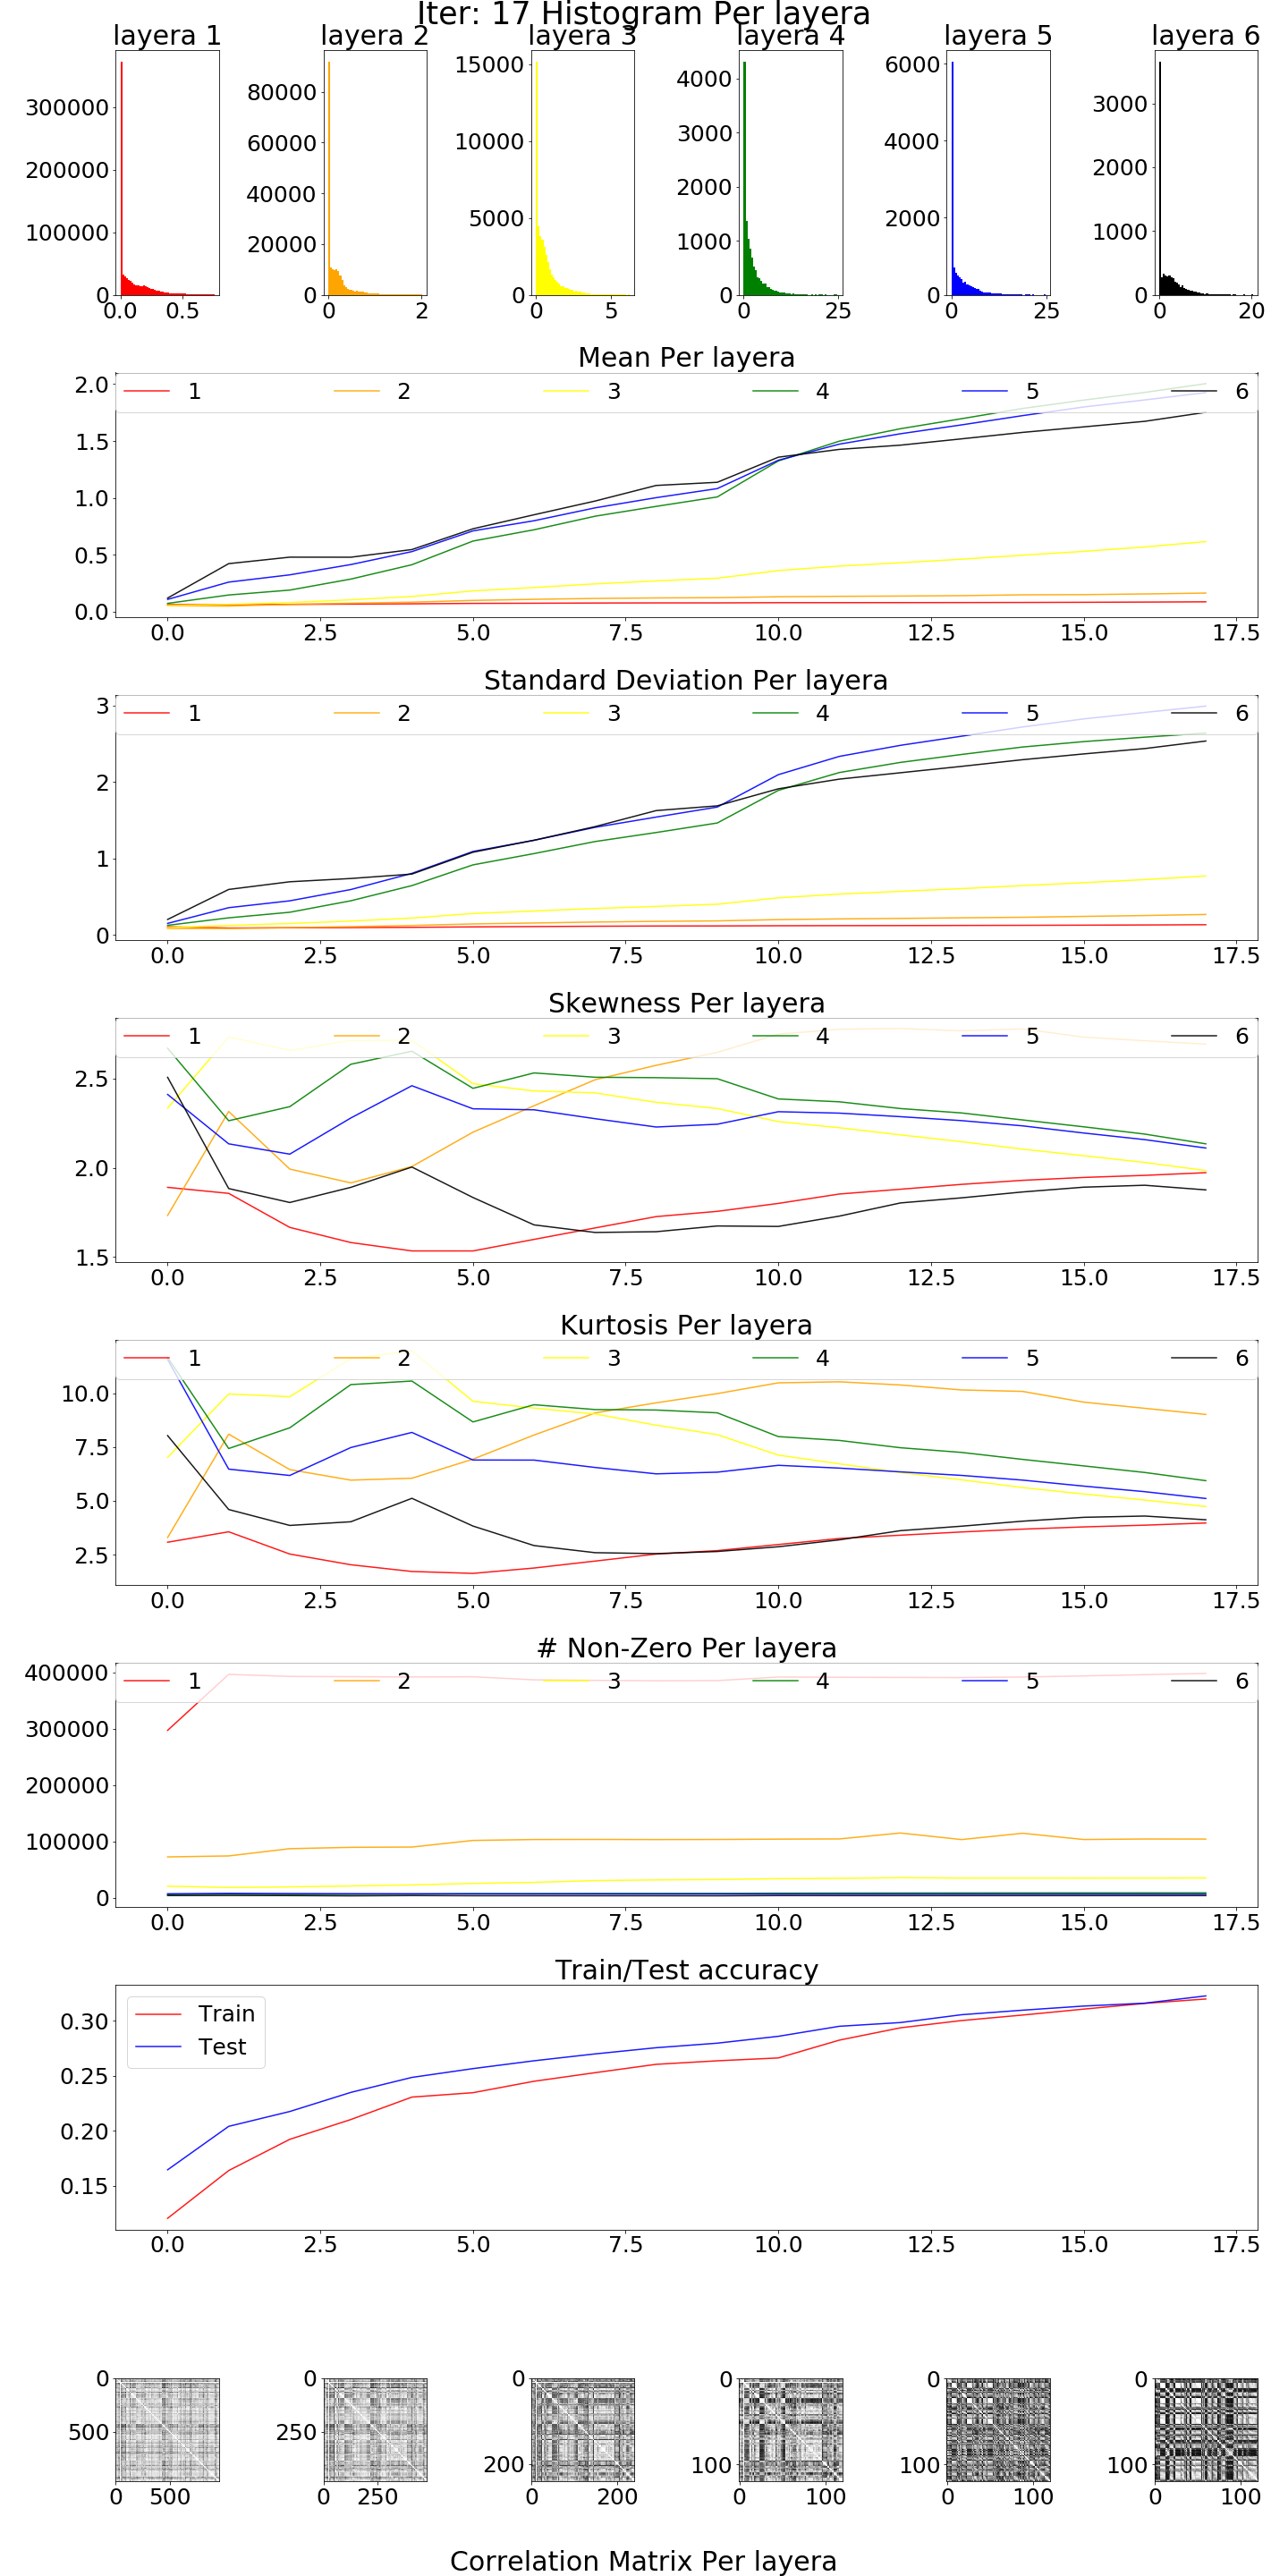 Iter: 17 Histogram Per layera
layera 1 layera 2 layera 3 layera 4 layera 5 layera 6
300000 200000 100000 0
0.0 0.5
80000 60000 40000 20000 0
0 2
15000 10000 5000 0
0 5
4000 3000 2000 1000 0
0 25
6000 4000 2000 0
0 25
3000 2000 1000 0
0 20
Mean Per layera
1 2 3 4 5 6
2.0
1.5
1.0
0.5
0.0
0.0 2.5 5.0 7.5 10.0 12.5 15.0 17.5
Standard Deviation Per layera
1 2 3 4 5 6
3
2
1
0
0.0 2.5 5.0 7.5 10.0 12.5 15.0 17.5
Skewness Per layera
1 2 3 4 5 6
2.5
2.0
1.5
0.0 2.5 5.0 7.5 10.0 12.5 15.0 17.5
Kurtosis Per layera
1 2 3 4 5 6
10.0
7.5
5.0
2.5
0.0 2.5 5.0 7.5 10.0 12.5 15.0 17.5
# Non-Zero Per layera
1 2 3 4 5 6
400000
300000
200000
100000
0
0.0 2.5 5.0 7.5 10.0 12.5 15.0 17.5
Train/Test accuracy
Train
Test
0.30
0.25
0.20
0.15
0.0 2.5 5.0 7.5 10.0 12.5 15.0 17.5
0 500
0 500
0 250
0 250
0 200
0 200
0 100
0 100
0 100
0 100
0 100
0 100
Correlation Matrix Per layera